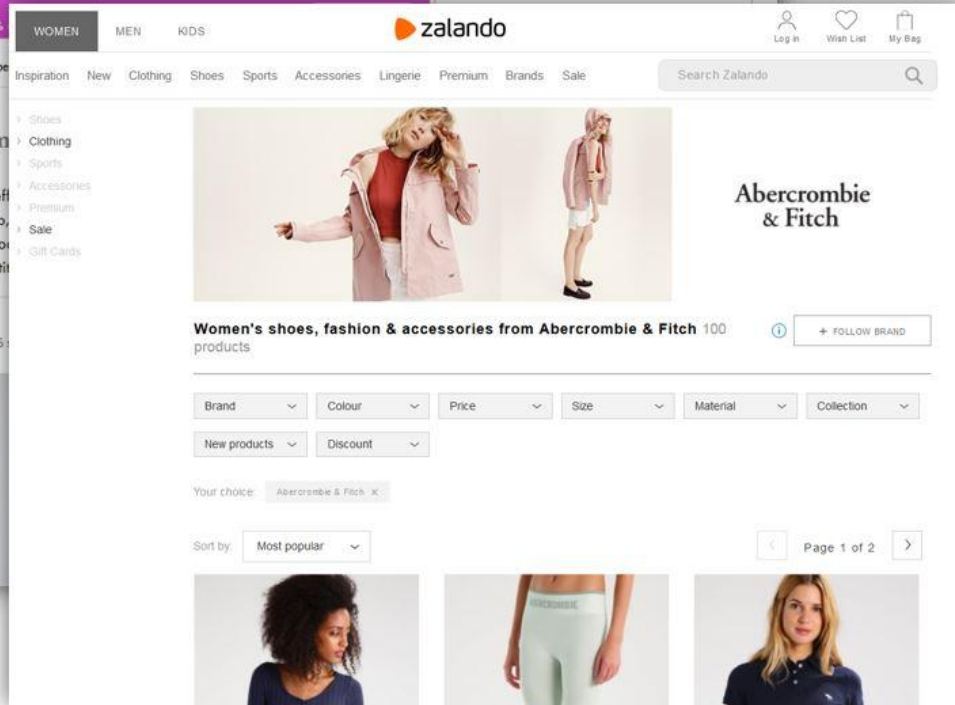 WOMEN MEN KIDS zalando Log in Wish List My Bag
Inspiration New Clothing Shoes Sports Accessories Lingerie Premium Brands Sale Search Zalando
Shoes
Clothing
Sports
Accessories
Premium
Sale
Gift Cards
Abercrombie
& Fitch
Women's shoes, fashion & accessories from Abercrombie & Fitch 100
products
+ FOLLOW BRAND
Brand Colour Price Size Material Collection
New products Discount
Your choice: Abercrombie & Fitch ×
Sort by: Most popular Page 1 of 2
ABERCROMBIE